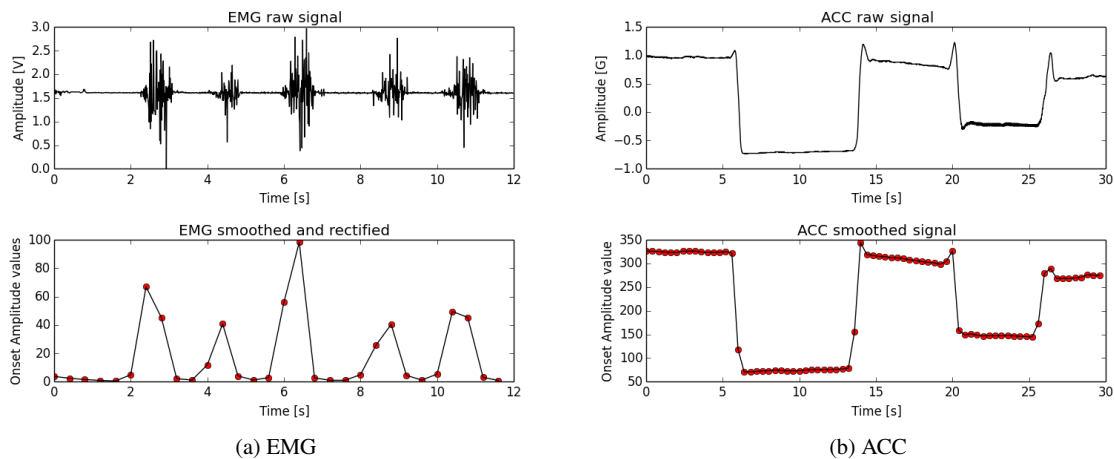 EMG raw signal
Amplitude [V]
3.0
2.5
2.0
1.5
1.0
0.5
0.0
0 2 4 6 8 10 12
Time [s]
EMG smoothed and rectified
Onset Amplitude values
100
80
60
40
20
0
0 2 4 6 8 10 12
Time [s]
(a) EMG
ACC raw signal
Amplitude [G]
1.5
1.0
0.5
0.0
−0.5
−1.0
0 5 10 15 20 25 30
Time [s]
ACC smoothed signal
Onset Amplitude value
350
300
250
200
150
100
50
0 5 10 15 20 25 30
Time [s]
(b) ACC